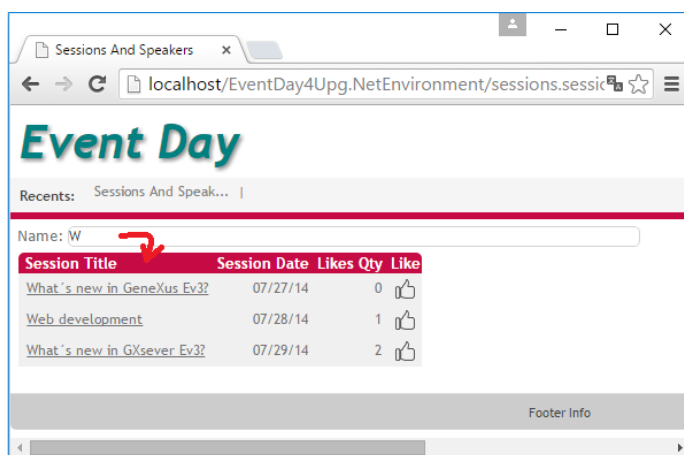 Sessions And Speakers
localhost/EventDay4Upg.NetEnvironment/sessions.sessic
Event Day
Recents: Sessions And Speak... |
Name: W
Session Title Session Date Likes Qty Like
What´s new in GeneXus Ev3? 07/27/14 0
Web development 07/28/14 1
What´s new in GXsever Ev3? 07/29/14 2
Footer Info